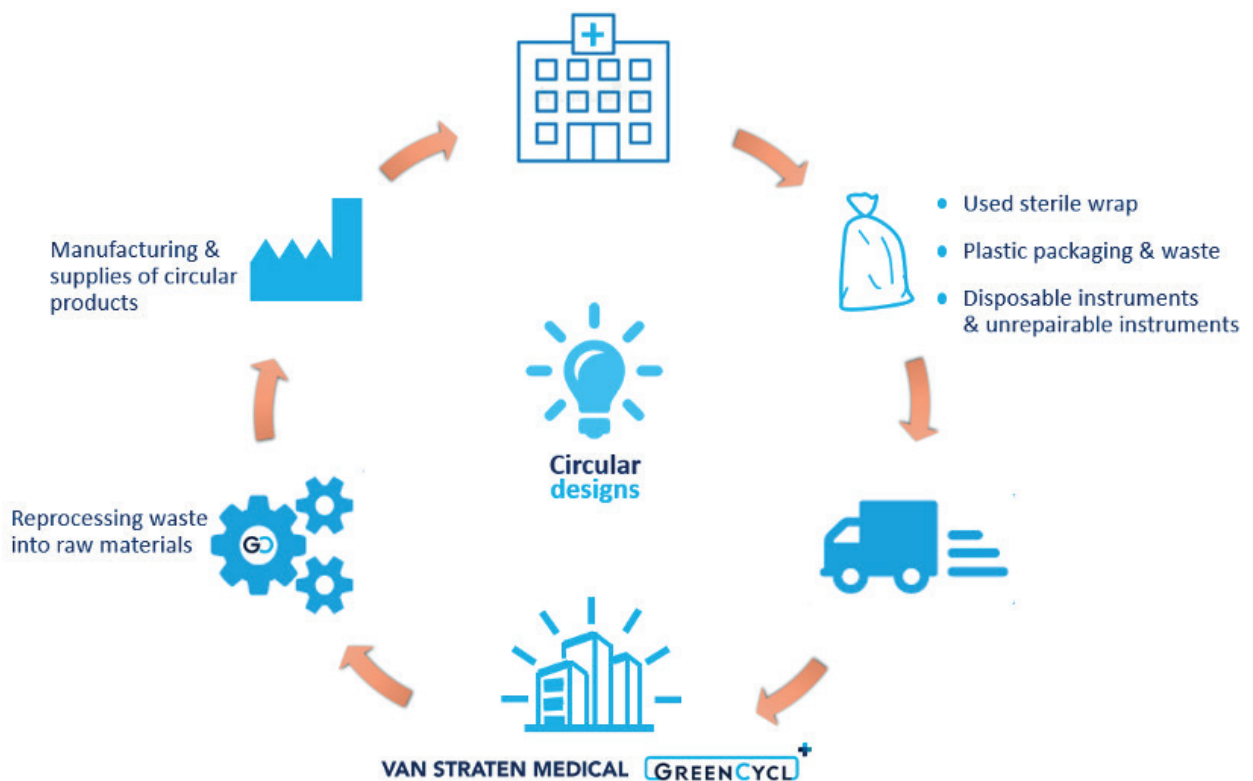 Used sterile wrap
Plastic packaging & waste
Disposable instruments
& unrepairable instruments
Manufacturing &
supplies of circular
products
Circular
designs
Reprocessing waste
into raw materials
GC
VAN STRATEN MEDICAL GREENCYCL